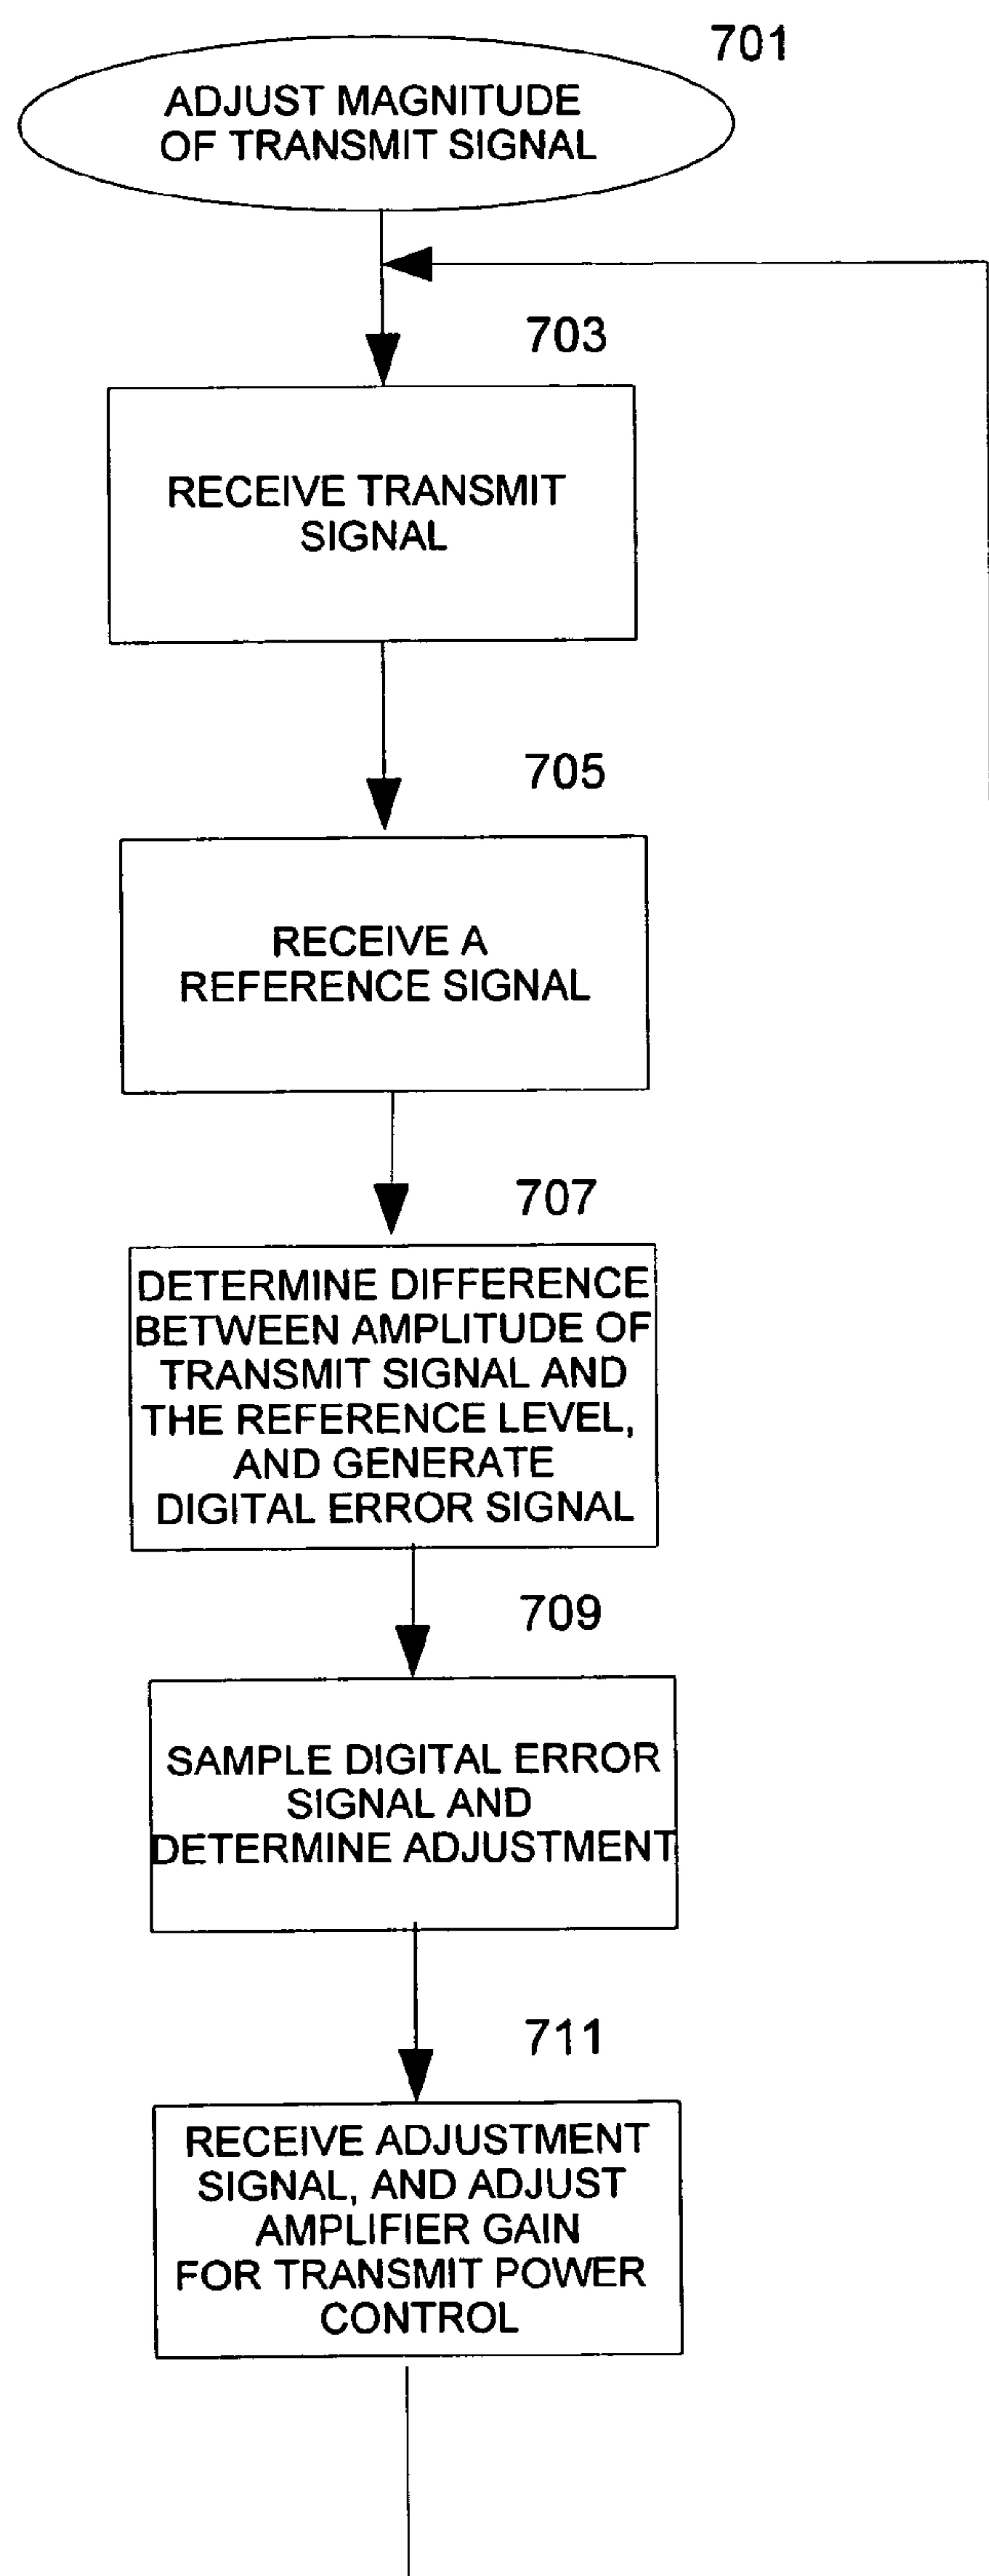 701
ADJUST MAGNITUDE
OF TRANSMIT SIGNAL
703
RECEIVE TRANSMIT
SIGNAL
705
RECEIVE A
REFERENCE SIGNAL
707
DETERMINE DIFFERENCE
BETWEEN AMPLITUDE OF
TRANSMIT SIGNAL AND
THE REFERENCE LEVEL,
AND GENERATE
DIGITAL ERROR SIGNAL
709
SAMPLE DIGITAL ERROR
SIGNAL AND
DETERMINE ADJUSTMENT
711
RECEIVE ADJUSTMENT
SIGNAL, AND ADJUST
AMPLIFIER GAIN
FOR TRANSMIT POWER
CONTROL